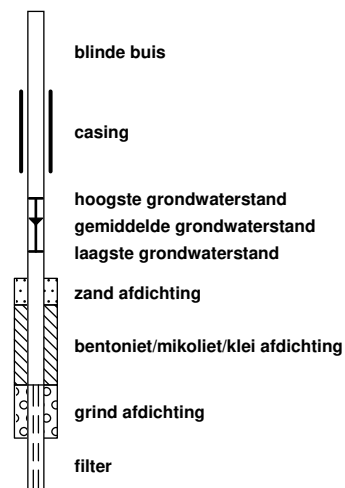 blinde buis
casing
hoogste grondwaterstand
gemiddelde grondwaterstand
laagste grondwaterstand
zand afdichting
bentoniet/mikoliet/klei afdichting
grind afdichting
filter